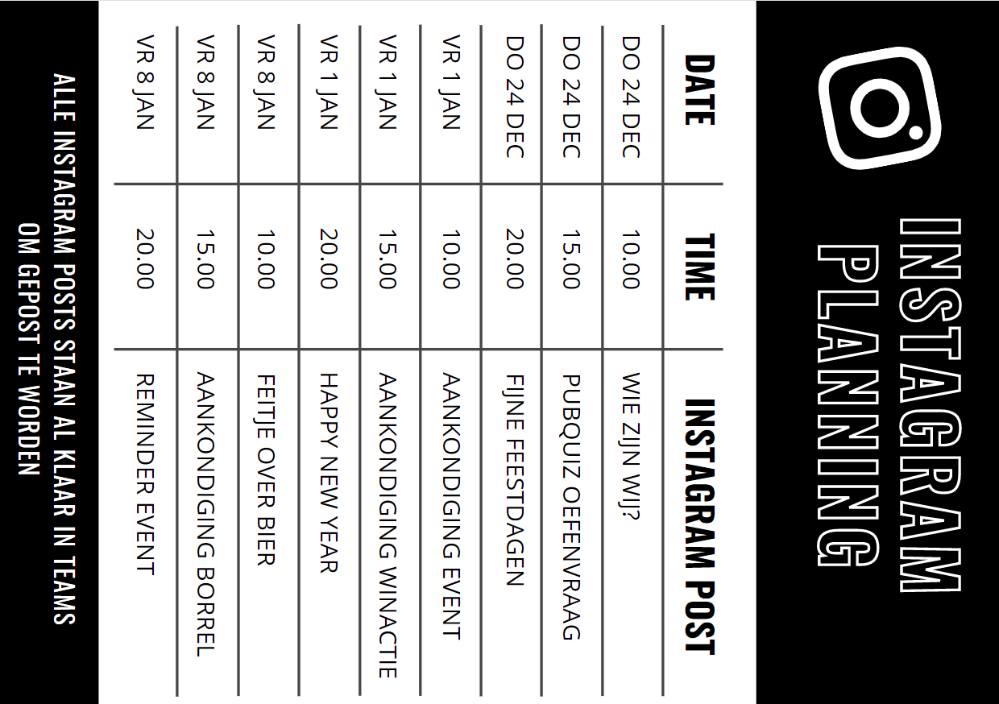 INSTAGRAM
PLANNING
DATE TIME INSTAGRAM POST
DO 24 DEC 10.00 WIE ZIJN WIJ?
DO 24 DEC 15.00 PUBQUIZ OEFENVRAAG
DO 24 DEC 20.00 FIJNE FEESTDAGEN
VR 1 JAN 10.00 AANKONDIGING EVENT
VR 1 JAN 15.00 AANKONDIGING WINACTIE
VR 1 JAN 20.00 HAPPY NEW YEAR
VR 8 JAN 10.00 FEITJE OVER BIER
VR 8 JAN 15.00 AANKONDIGING BORREL
VR 8 JAN 20.00 REMINDER EVENT
ALLE INSTAGRAM POSTS STAAN AL KLAAR IN TEAMS
OM GEPOST TE WORDEN